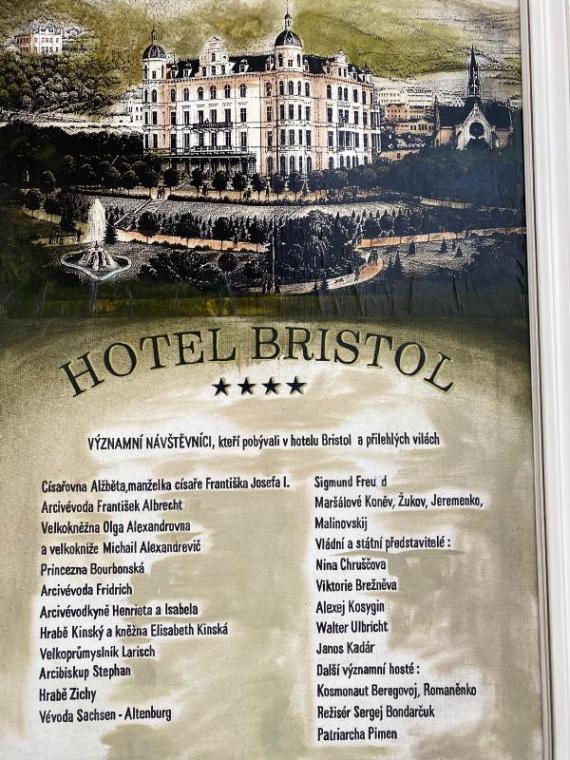 HOTEL BRISTOL
★★★★
VÝZNAMNÍ NÁVŠTĚVNÍCI, kteří pobývali v hotelu Bristol a přilehlých vilách
Císařovna Alžběta,manželka císaře Františka Josefa I.
Arcivévoda František Albrecht
Velkokněžna Olga Alexandrovna
a velkokníže Michail Alexandrevič
Princezna Bourbonská
Arcivévoda Fridrich
Arcivévodkyně Henrieta a Isabela
Hrabě Kinský a kněžna Elisabeth Kinská
Velkoprůmyslník Larisch
Arcibiskup Stephan
Hrabě Zichy
Vévoda Sachsen - Altenburg
Sigmund Freu d
Maršálové Koněv, Žukov, Jeremenko,
Malinovskij
Vládní a státní představitelé :
Nina Chruščova
Viktorie Brežněva
Alexej Kosygin
Walter Ulbricht
Janos Kadár
Další významní hosté :
Kosmonaut Beregovoj, Romaněnko
Režisér Sergej Bondarčuk
Patriarcha Pimen